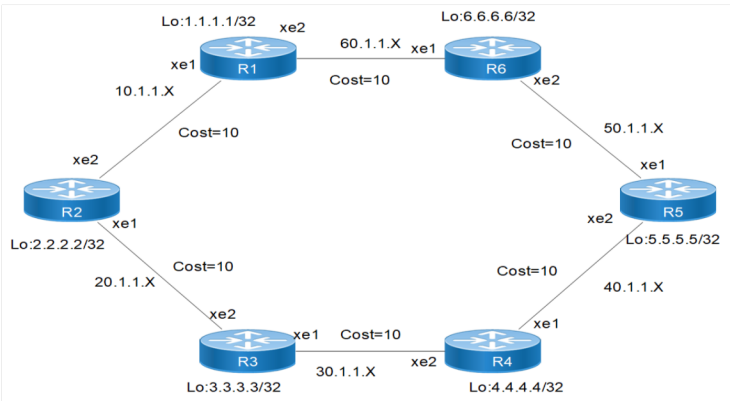 Lo:1.1.1.1/32
xe2
Lo:6.6.6.6/32
60.1.1.X
xe1
xe1
R1
R6
Cost=10
xe2
10.1.1.X
Cost=10
Cost=10
50.1.1.X
xe2
xe1
R2
R5
xe1
xe2
Lo:2.2.2.2/32
Lo:5.5.5.5/32
Cost=10
Cost=10
20.1.1.X
40.1.1.X
xe2
xe1
xe1
Cost=10
R3
R4
30.1.1.X
xe2
Lo:3.3.3.3/32
Lo:4.4.4.4/32